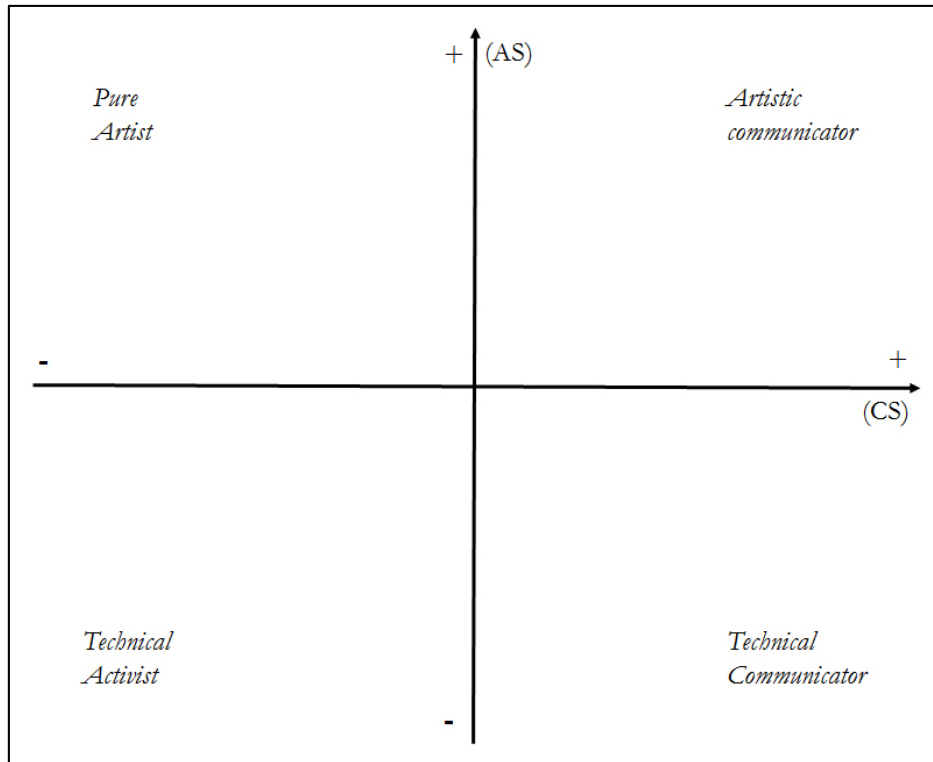 + (AS)
Pure
Artist
Artistic
communicator
-
+
(CS)
Technical
Activist
Technical
Communicator
-